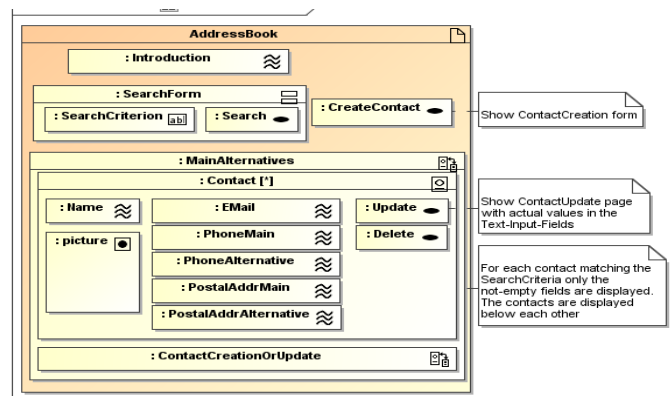 AddressBook
: Introduction
: SearchForm
: SearchCriterion
abl
: Search
: CreateContact
Show ContactCreation form
: MainAlternatives
: Contact [*]
: Name
: EMail
: Update
: picture
: PhoneMain
: Delete
: PhoneAlternative
: PostalAddrMain
: PostalAddrAlternative
Show ContactUpdate page
with actual values in the
Text-Input-Fields
For each contact matching the
SearchCriteria only the
not-empty fields are displayed.
The contacts are displayed
below each other
: ContactCreationOrUpdate